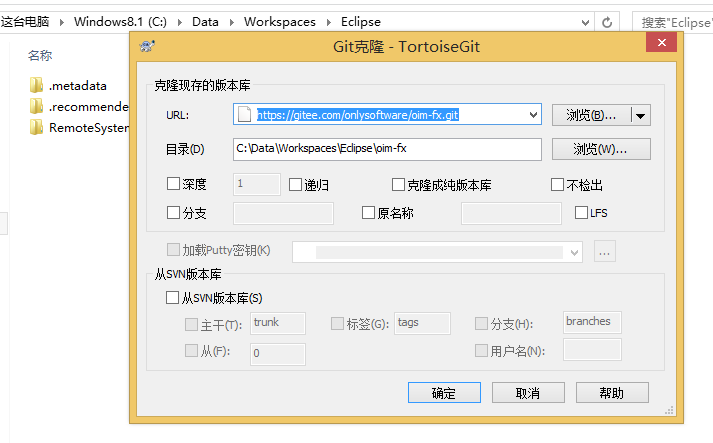 这台电脑 ▸ Windows8.1 (C:) ▸ Data ▸ Workspaces ▸ Eclipse
搜索"Eclipse"
名称
.metadata
.recommende
RemoteSystem
Git克隆 - TortoiseGit
克隆现存的版本库
URL: https://gitee.com/onlysoftware/oim-fx.git 浏览(B)...
目录(D) C:\Data\Workspaces\Eclipse\oim-fx 浏览(W)...
深度 1 递归 克隆成纯版本库 不检出
分支 原名称 LFS
加载Putty密钥(K) ...
从SVN版本库
从SVN版本库(S)
主干(T): trunk 标签(G): tags 分支(H): branches
从(F): 0 用户名(N):
确定 取消 帮助